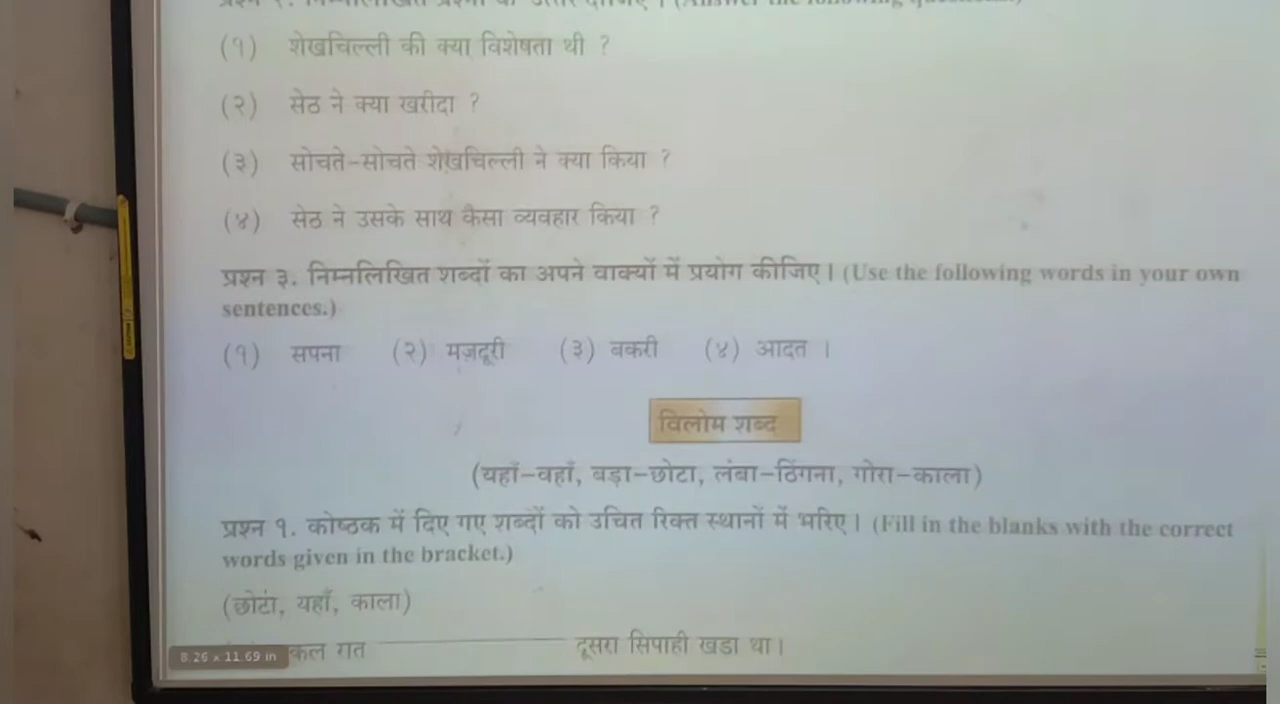 (१) शेखचिल्ली की क्या विशेषता थी ?
(२) सेठ ने क्या खरीदा ?
(३) सोचते-सोचते शेखचिल्ली ने क्या किया ?
(४) सेठ ने उसके साथ कैसा व्यवहार किया ?
प्रश्न ३. निम्नलिखित शब्दों का अपने वाक्यों में प्रयोग कीजिए। (Use the following words in your own
sentences.)
(१) सपना (२) मज़दूरी (३) बकरी (४) आदत ।
विलोम शब्द
(यहाँ-वहाँ, बड़ा-छोटा, लंबा-ठिंगना, गोरा-काला)
प्रश्न १. कोष्ठक में दिए गए शब्दों को उचित रिक्त स्थानों में भरिए। (Fill in the blanks with the correct
words given in the bracket.)
(छोटा, यहाँ, काला)
कल रात ____________ दूसरा सिपाही खड़ा था।
8.26 x 11.69 in